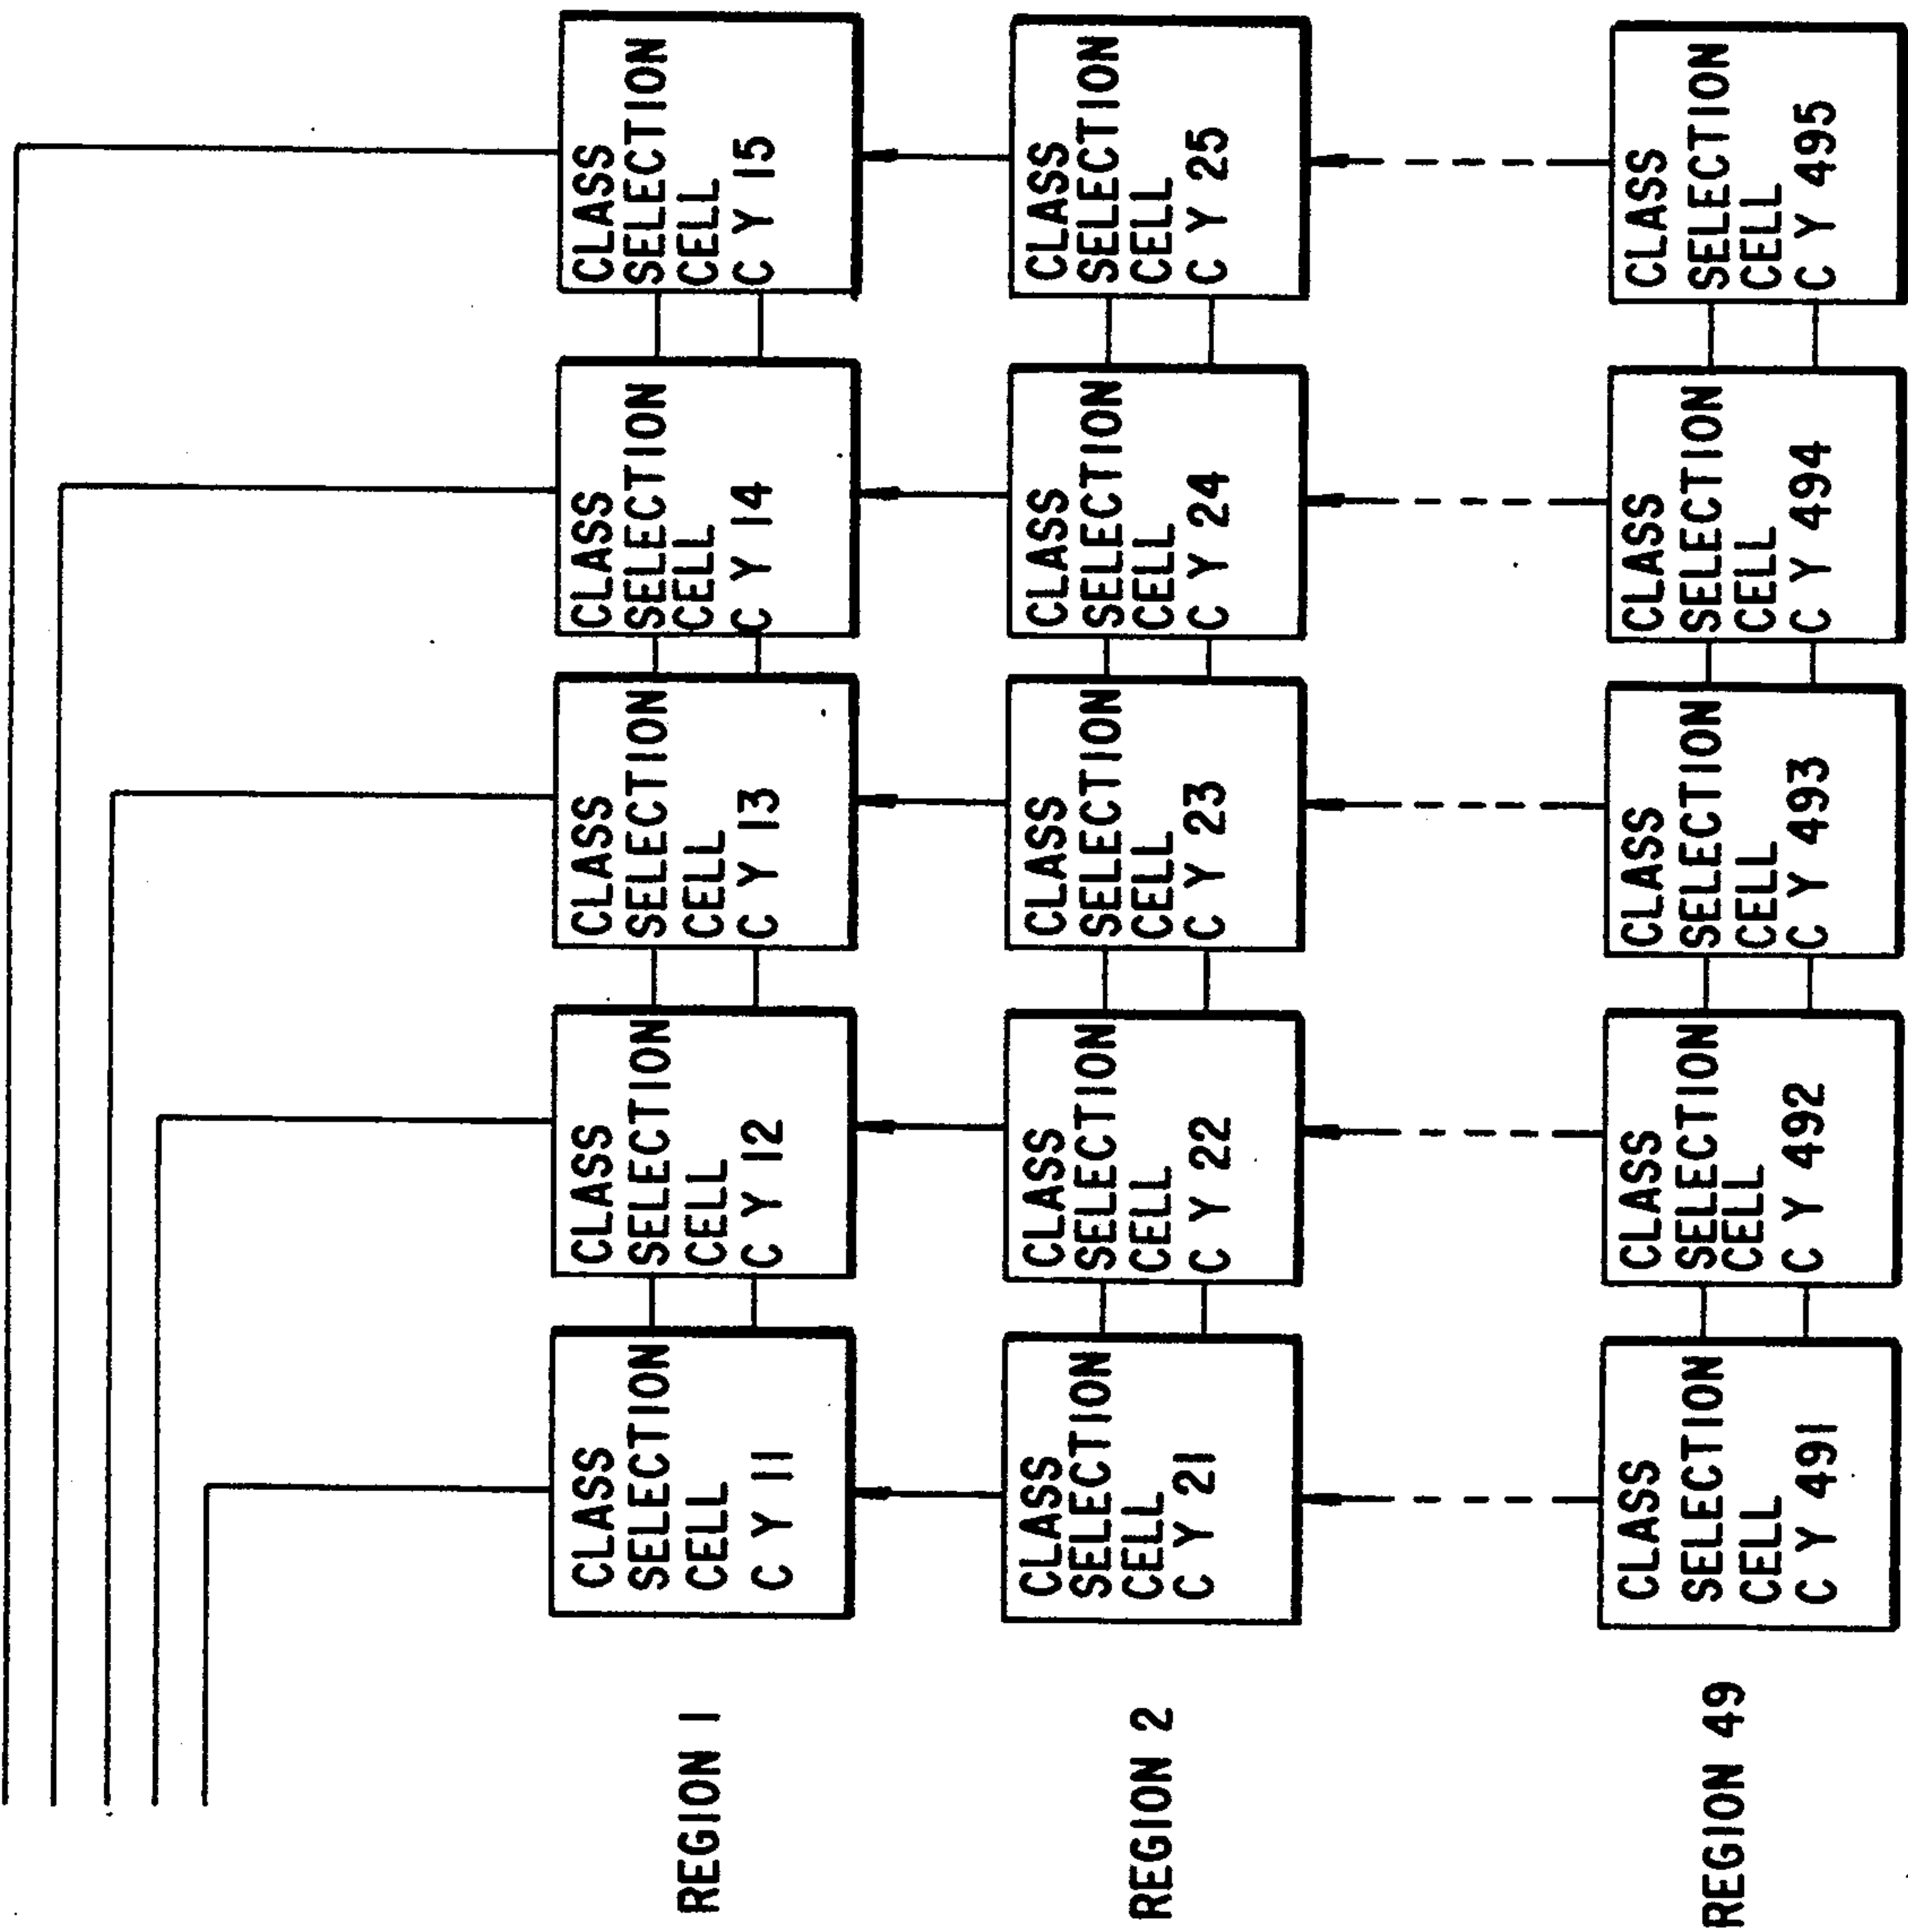 REGION 1
CLASS
SELECTION
CELL
C Y 11
CLASS
SELECTION
CELL
C Y 12
CLASS
SELECTION
CELL
C Y 13
CLASS
SELECTION
CELL
C Y 14
CLASS
SELECTION
CELL
C Y 15
REGION 2
CLASS
SELECTION
CELL
C Y 21
CLASS
SELECTION
CELL
C Y 22
CLASS
SELECTION
CELL
C Y 23
CLASS
SELECTION
CELL
C Y 24
CLASS
SELECTION
CELL
C Y 25
REGION 49
CLASS
SELECTION
CELL
C Y 491
CLASS
SELECTION
CELL
C Y 492
CLASS
SELECTION
CELL
C Y 493
CLASS
SELECTION
CELL
C Y 494
CLASS
SELECTION
CELL
C Y 495